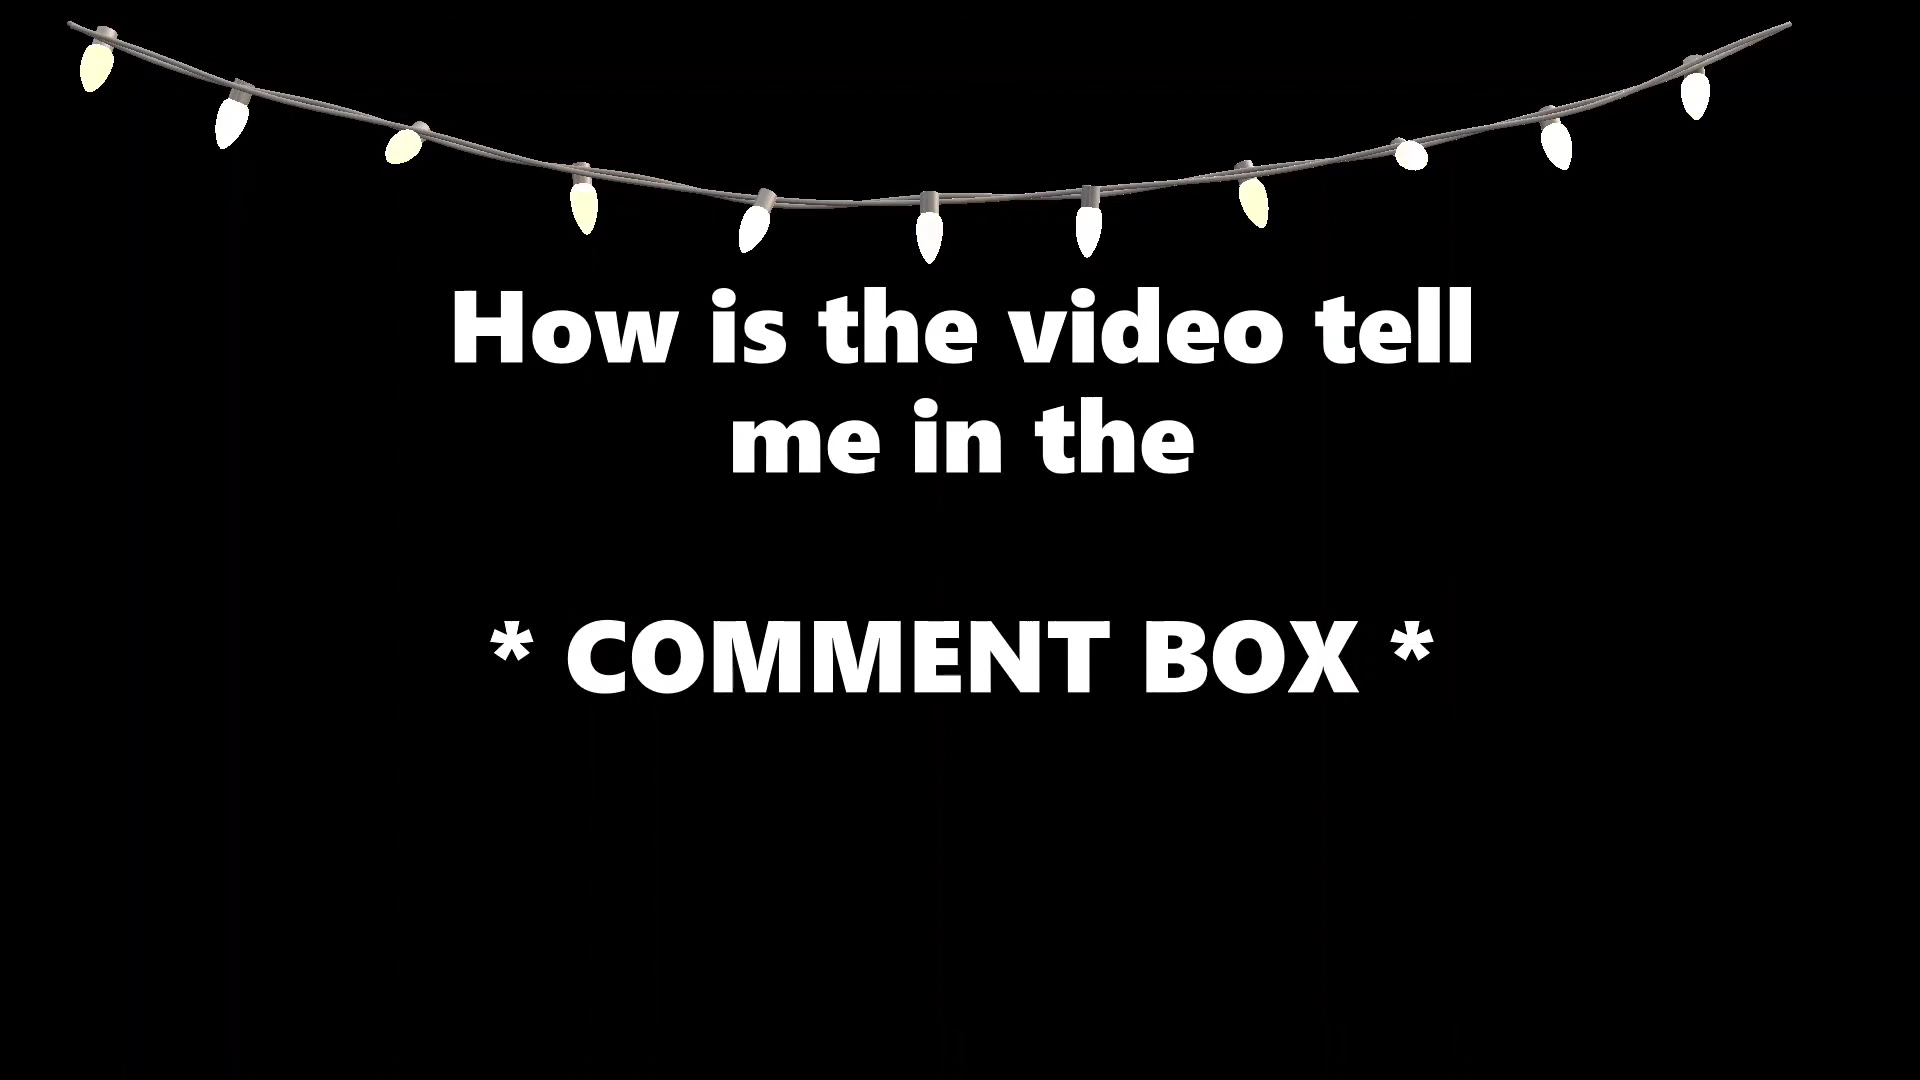 How is the video tell
me in the
* COMMENT BOX *